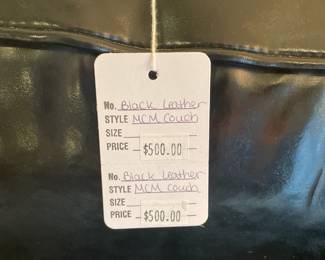 No. Black Leather
STYLE MCM Couch
SIZE
PRICE $500.00
No. Black Leather
STYLE MCM Couch
SIZE
PRICE $500.00